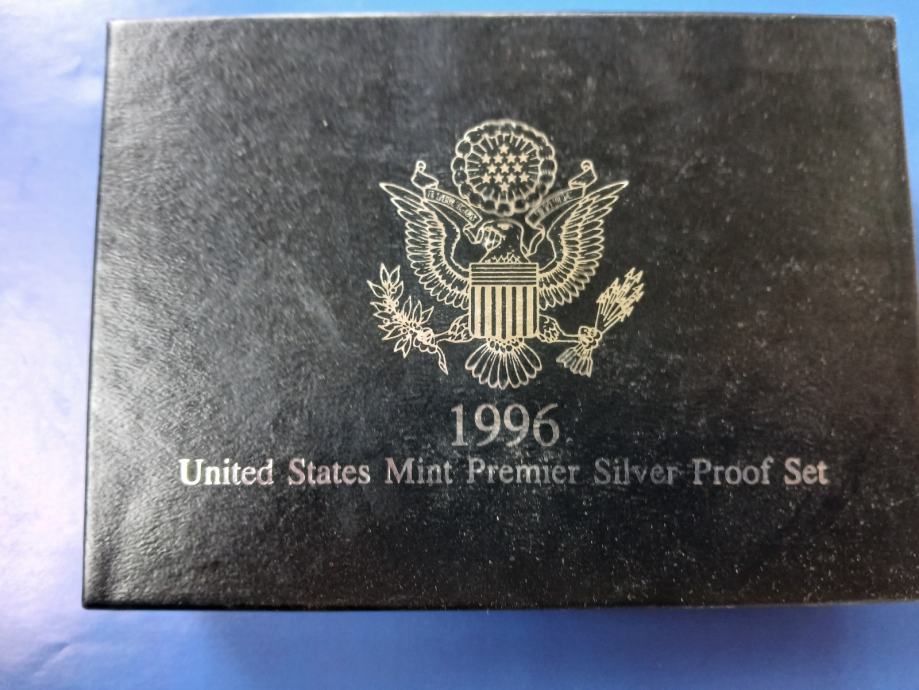 1996
United States Mint Premier Silver Proof Set